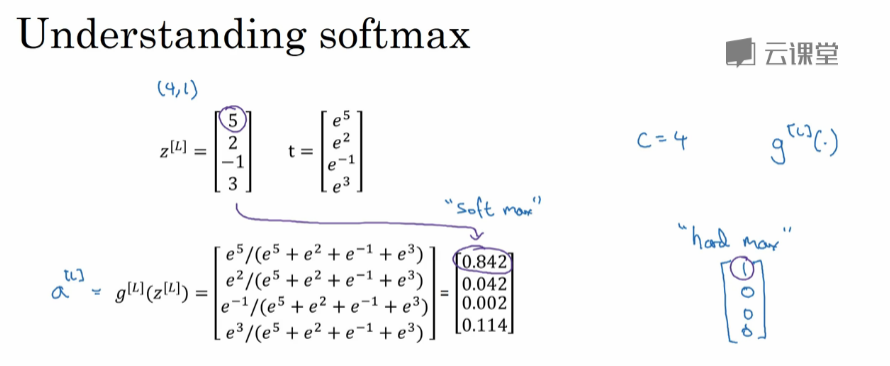 Understanding softmax
云课堂
(4,1)
z^[L] = [5 2 −1 3] t = [e^5 e^2 e^−1 e^3]
C = 4 g^[L](·)
"soft max"
"hard max"
a^[L] = g^[L](z^[L]) = [e^5/(e^5 + e^2 + e^−1 + e^3)
e^2/(e^5 + e^2 + e^−1 + e^3)
e^−1/(e^5 + e^2 + e^−1 + e^3)
e^3/(e^5 + e^2 + e^−1 + e^3)] = [0.842
0.042
0.002
0.114]
[1
0
0
0]